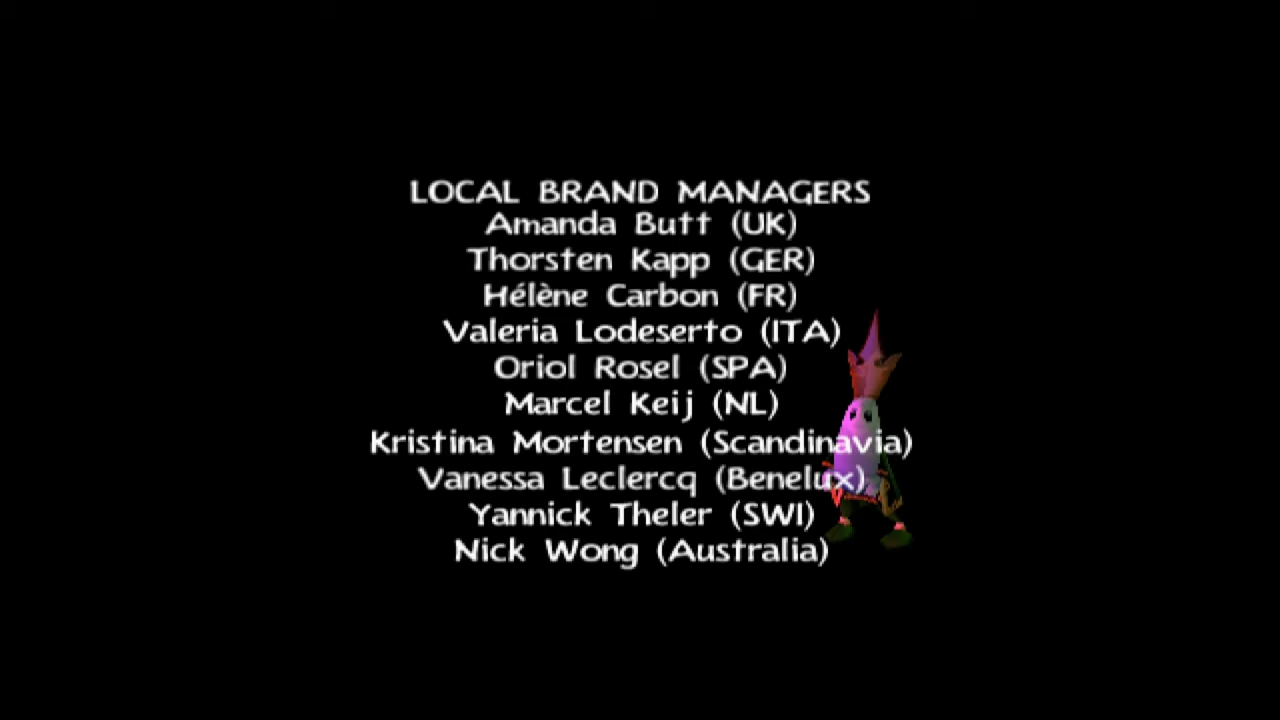 LOCAL BRAND MANAGERS
Amanda Butt (UK)
Thorsten Kapp (GER)
Hélène Carbon (FR)
Valeria Lodeserto (ITA)
Oriol Rosel (SPA)
Marcel Keij (NL)
Kristina Mortensen (Scandinavia)
Vanessa Leclercq (Benelux)
Yannick Theler (SWI)
Nick Wong (Australia)